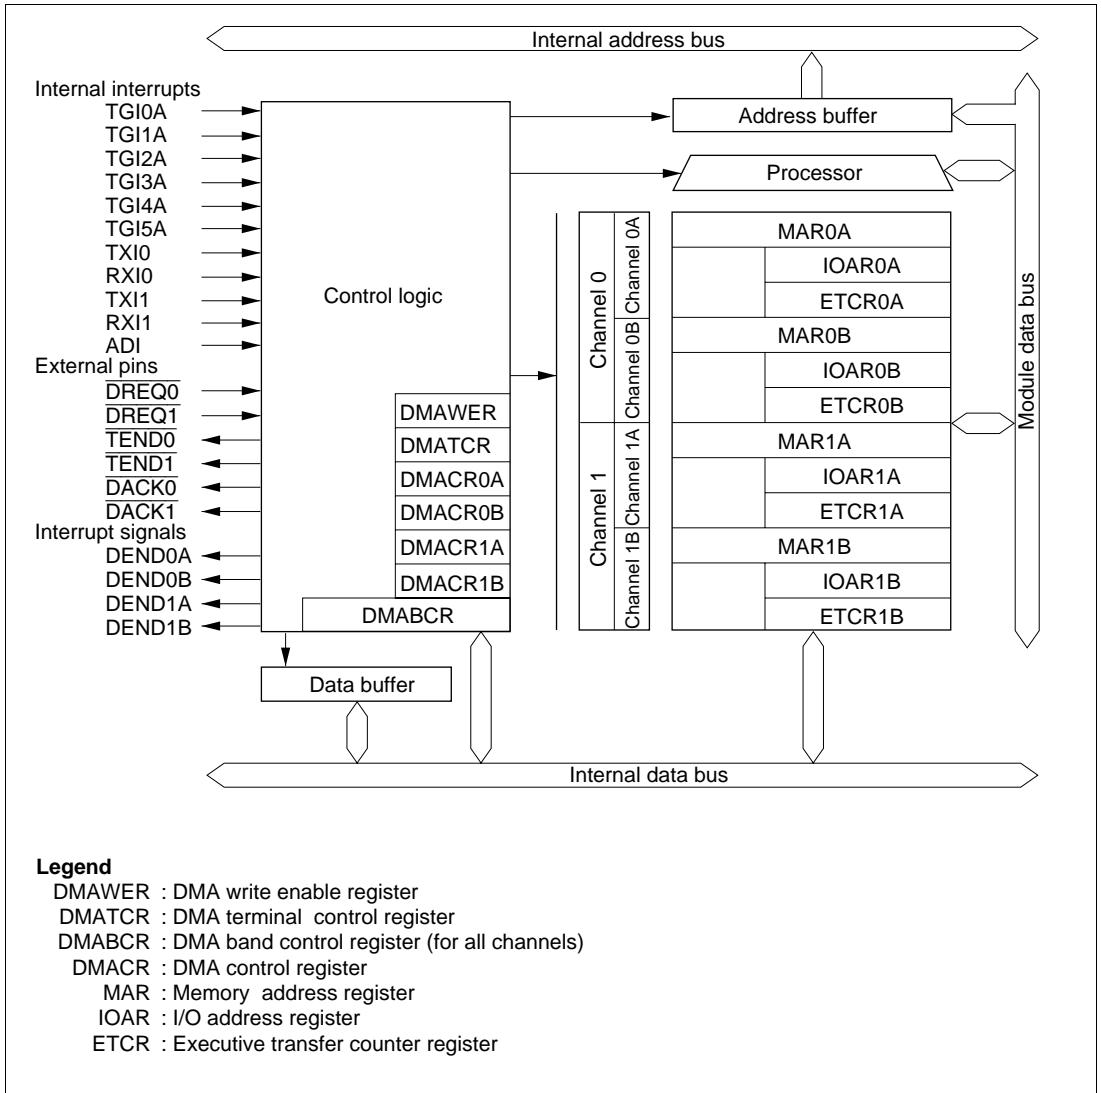 Internal address bus
Internal interrupts
TGI0A
TGI1A
TGI2A
TGI3A
TGI4A
TGI5A
TXI0
RXI0
TXI1
RXI1
ADI
External pins
DREQ0
DREQ1
TEND0
TEND1
DACK0
DACK1
Interrupt signals
DEND0A
DEND0B
DEND1A
DEND1B
Control logic
DMAWER
DMATCR
DMACR0A
DMACR0B
DMACR1A
DMACR1B
DMABCR
Data buffer
Address buffer
Processor
Channel 0
Channel 0A
Channel 0B
Channel 1
Channel 1A
Channel 1B
MAR0A
IOAR0A
ETCR0A
MAR0B
IOAR0B
ETCR0B
MAR1A
IOAR1A
ETCR1A
MAR1B
IOAR1B
ETCR1B
Module data bus
Internal data bus
Legend
DMAWER : DMA write enable register
DMATCR : DMA terminal control register
DMABCR : DMA band control register (for all channels)
DMACR : DMA control register
MAR : Memory address register
IOAR : I/O address register
ETCR : Executive transfer counter register